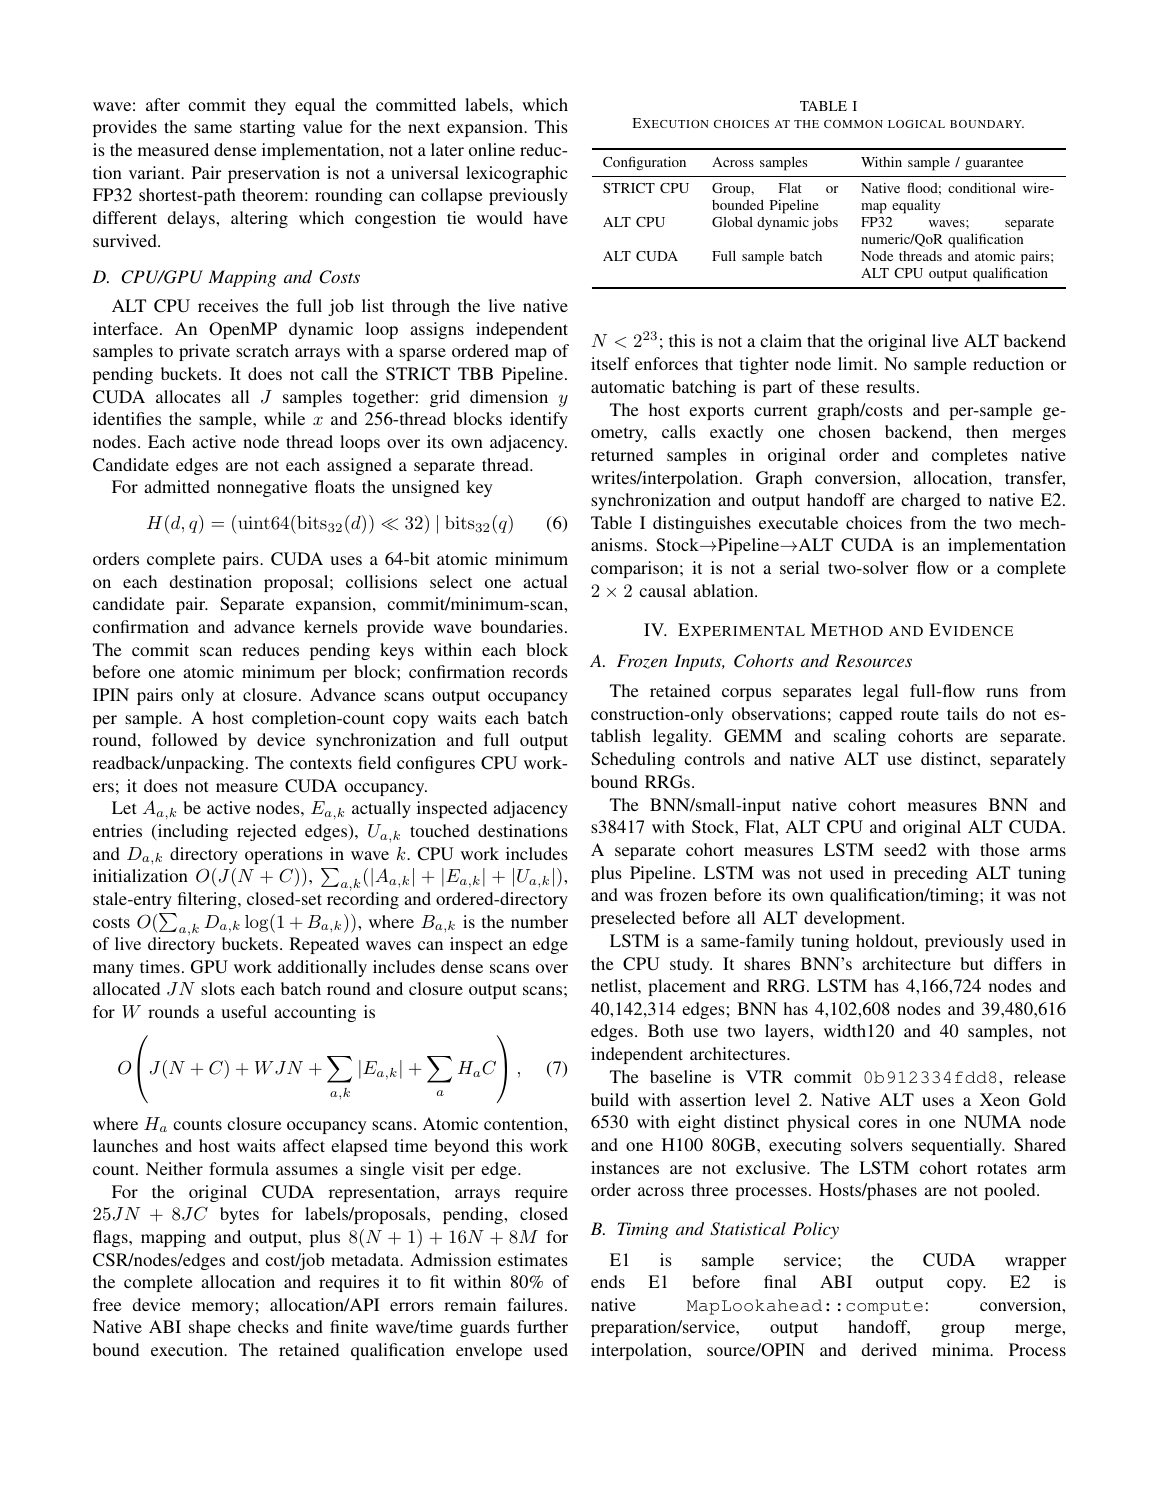 wave: after commit they equal the committed labels, which
provides the same starting value for the next expansion. This
is the measured dense implementation, not a later online reduc-
tion variant. Pair preservation is not a universal lexicographic
FP32 shortest-path theorem: rounding can collapse previously
different delays, altering which congestion tie would have
survived.
D. CPU/GPU Mapping and Costs
ALT CPU receives the full job list through the live native
interface. An OpenMP dynamic loop assigns independent
samples to private scratch arrays with a sparse ordered map of
pending buckets. It does not call the STRICT TBB Pipeline.
CUDA allocates all J samples together: grid dimension y
identifies the sample, while x and 256-thread blocks identify
nodes. Each active node thread loops over its own adjacency.
Candidate edges are not each assigned a separate thread.
For admitted nonnegative floats the unsigned key
H(d, q) = (uint64(bits₃₂(d)) ≪ 32) | bits₃₂(q) (6)
orders complete pairs. CUDA uses a 64-bit atomic minimum
on each destination proposal; collisions select one actual
candidate pair. Separate expansion, commit/minimum-scan,
confirmation and advance kernels provide wave boundaries.
The commit scan reduces pending keys within each block
before one atomic minimum per block; confirmation records
IPIN pairs only at closure. Advance scans output occupancy
per sample. A host completion-count copy waits each batch
round, followed by device synchronization and full output
readback/unpacking. The contexts field configures CPU work-
ers; it does not measure CUDA occupancy.
Let A_{a,k} be active nodes, E_{a,k} actually inspected adjacency
entries (including rejected edges), U_{a,k} touched destinations
and D_{a,k} directory operations in wave k. CPU work includes
initialization O(J(N + C)), ∑_{a,k}(|A_{a,k}| + |E_{a,k}| + |U_{a,k}|),
stale-entry filtering, closed-set recording and ordered-directory
costs O(∑_{a,k} D_{a,k} log(1 + B_{a,k})), where B_{a,k} is the number
of live directory buckets. Repeated waves can inspect an edge
many times. GPU work additionally includes dense scans over
allocated JN slots each batch round and closure output scans;
for W rounds a useful accounting is
O(J(N + C) + WJN + ∑_{a,k} |E_{a,k}| + ∑_a H_aC), (7)
where H_a counts closure occupancy scans. Atomic contention,
launches and host waits affect elapsed time beyond this work
count. Neither formula assumes a single visit per edge.
For the original CUDA representation, arrays require
25JN + 8JC bytes for labels/proposals, pending, closed
flags, mapping and output, plus 8(N + 1) + 16N + 8M for
CSR/nodes/edges and cost/job metadata. Admission estimates
the complete allocation and requires it to fit within 80% of
free device memory; allocation/API errors remain failures.
Native ABI shape checks and finite wave/time guards further
bound execution. The retained qualification envelope used
TABLE I
EXECUTION CHOICES AT THE COMMON LOGICAL BOUNDARY.
Configuration Across samples Within sample / guarantee
STRICT CPU Group, Flat or Native flood; conditional wire-
bounded Pipeline map equality
ALT CPU Global dynamic jobs FP32 waves; separate
numeric/QoR qualification
ALT CUDA Full sample batch Node threads and atomic pairs;
ALT CPU output qualification
N < 2²³; this is not a claim that the original live ALT backend
itself enforces that tighter node limit. No sample reduction or
automatic batching is part of these results.
The host exports current graph/costs and per-sample ge-
ometry, calls exactly one chosen backend, then merges
returned samples in original order and completes native
writes/interpolation. Graph conversion, allocation, transfer,
synchronization and output handoff are charged to native E2.
Table I distinguishes executable choices from the two mech-
anisms. Stock→Pipeline→ALT CUDA is an implementation
comparison; it is not a serial two-solver flow or a complete
2 × 2 causal ablation.
IV. EXPERIMENTAL METHOD AND EVIDENCE
A. Frozen Inputs, Cohorts and Resources
The retained corpus separates legal full-flow runs from
construction-only observations; capped route tails do not es-
tablish legality. GEMM and scaling cohorts are separate.
Scheduling controls and native ALT use distinct, separately
bound RRGs.
The BNN/small-input native cohort measures BNN and
s38417 with Stock, Flat, ALT CPU and original ALT CUDA.
A separate cohort measures LSTM seed2 with those arms
plus Pipeline. LSTM was not used in preceding ALT tuning
and was frozen before its own qualification/timing; it was not
preselected before all ALT development.
LSTM is a same-family tuning holdout, previously used in
the CPU study. It shares BNN's architecture but differs in
netlist, placement and RRG. LSTM has 4,166,724 nodes and
40,142,314 edges; BNN has 4,102,608 nodes and 39,480,616
edges. Both use two layers, width120 and 40 samples, not
independent architectures.
The baseline is VTR commit 0b912334fdd8, release
build with assertion level 2. Native ALT uses a Xeon Gold
6530 with eight distinct physical cores in one NUMA node
and one H100 80GB, executing solvers sequentially. Shared
instances are not exclusive. The LSTM cohort rotates arm
order across three processes. Hosts/phases are not pooled.
B. Timing and Statistical Policy
E1 is sample service; the CUDA wrapper
ends E1 before final ABI output copy. E2 is
native MapLookahead::compute: conversion,
preparation/service, output handoff, group merge,
interpolation, source/OPIN and derived minima. Process